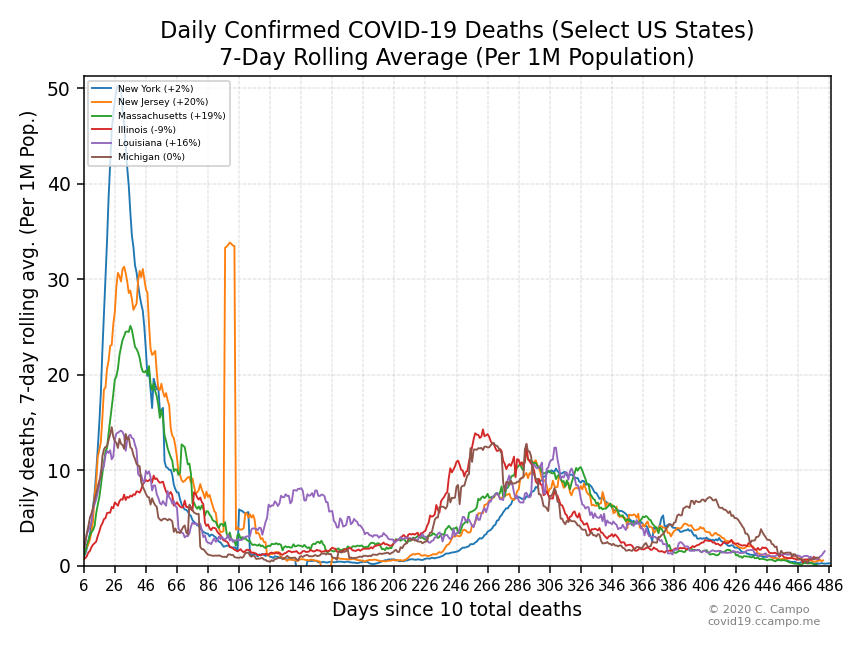 Daily Confirmed COVID-19 Deaths (Select US States)
7-Day Rolling Average (Per 1M Population)
Daily deaths, 7-day rolling avg. (Per 1M Pop.)
50
40
30
20
10
0
New York (+2%)
New Jersey (+20%)
Massachusetts (+19%)
Illinois (-9%)
Louisiana (+16%)
Michigan (0%)
6 26 46 66 86 106 126 146 166 186 206 226 246 266 286 306 326 346 366 386 406 426 446 466 486
Days since 10 total deaths
© 2020 C. Campo
covid19.ccampo.me